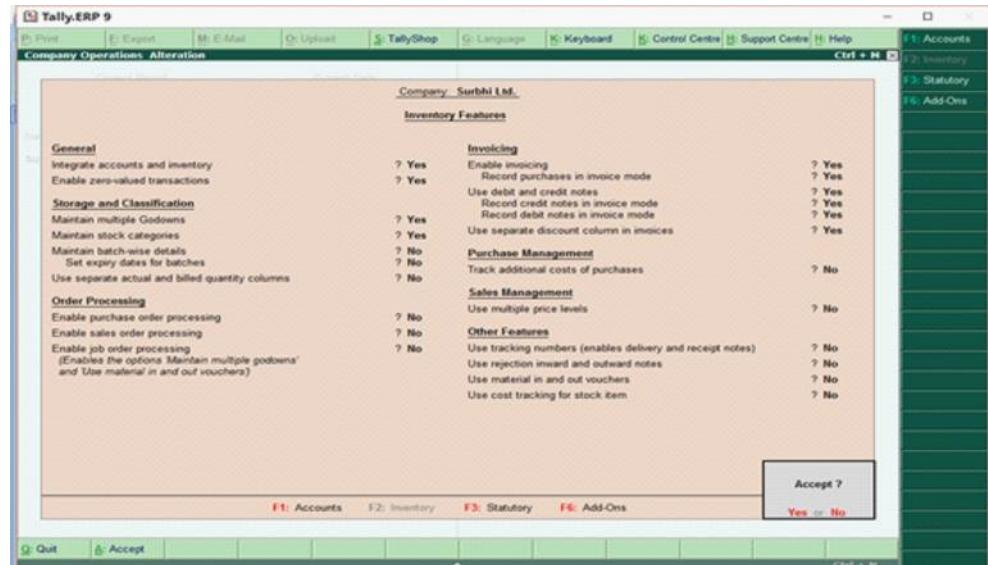 Tally.ERP 9
P: Print E: Export M: E-Mail O: Upload S: TallyShop G: Language K: Keyboard K: Control Centre H: Support Centre H: Help
Company Operations Alteration Ctrl + M
Company: Surbhi Ltd.
Inventory Features
General
Integrate accounts and inventory ? Yes
Enable zero-valued transactions ? Yes
Storage and Classification
Maintain multiple Godowns ? Yes
Maintain stock categories ? Yes
Maintain batch-wise details ? No
Set expiry dates for batches ? No
Use separate actual and billed quantity columns ? No
Order Processing
Enable purchase order processing ? No
Enable sales order processing ? No
Enable job order processing ? No
(Enables the options 'Maintain multiple godowns'
and 'Use material in and out vouchers')
Invoicing
Enable invoicing ? Yes
Record purchases in invoice mode ? Yes
Use debit and credit notes ? Yes
Record credit notes in invoice mode ? Yes
Record debit notes in invoice mode ? Yes
Use separate discount column in invoices ? Yes
Purchase Management
Track additional costs of purchases ? No
Sales Management
Use multiple price levels ? No
Other Features
Use tracking numbers (enables delivery and receipt notes) ? No
Use rejection inward and outward notes ? No
Use material in and out vouchers ? No
Use cost tracking for stock item ? No
F1: Accounts F2: Inventory F3: Statutory F6: Add-Ons
Accept ?
Yes or No
Q: Quit A: Accept
F1: Accounts
F2: Inventory
F3: Statutory
F6: Add-Ons